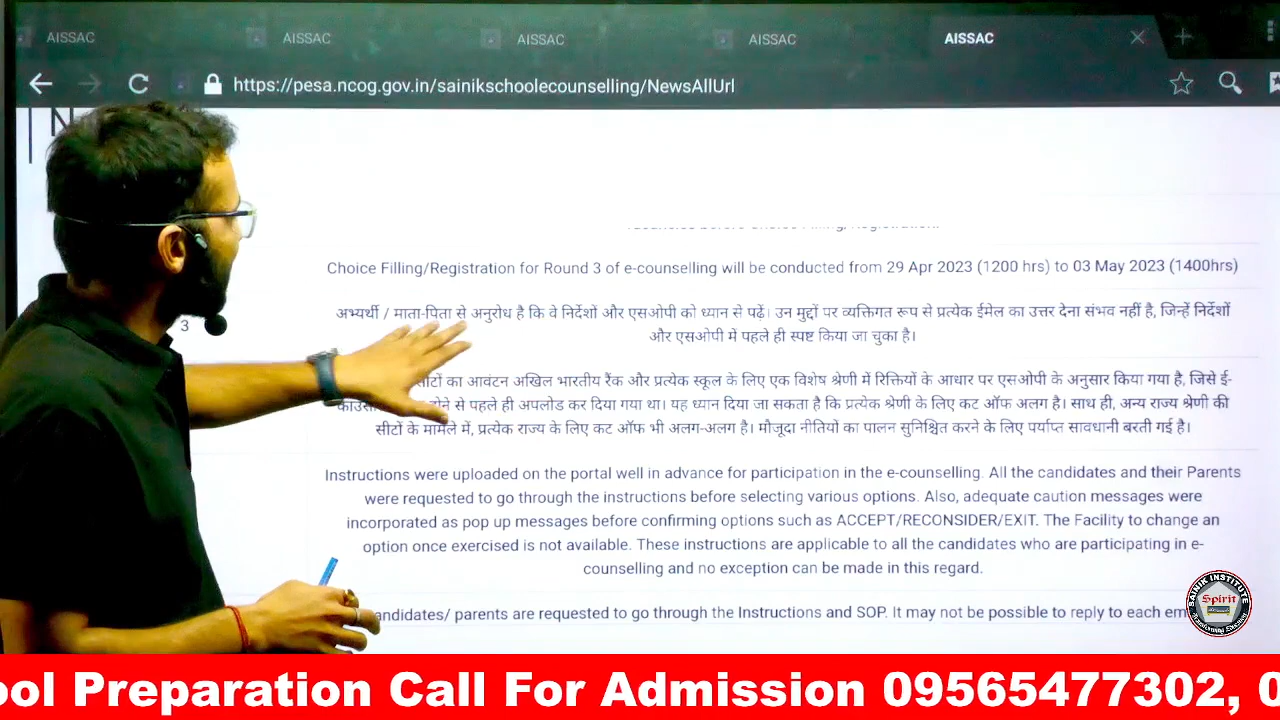 AISSAC
AISSAC
AISSAC
AISSAC
AISSAC
https://pesa.ncog.gov.in/sainikschoolecounselling/NewsAllUrl
N
Choice Filling/Registration for Round 3 of e-counselling will be conducted from 29 Apr 2023 (1200 hrs) to 03 May 2023 (1400hrs)
अभ्यर्थी / माता-पिता से अनुरोध है कि वे निर्देशों और एसओपी को ध्यान से पढें। उन मुद्दों पर व्यक्तिगत रूप से प्रत्येक ईमेल का उत्तर देना संभव नहीं है, जिन्हें निर्देशों
3
और एसओपी में पहले ही स्पष्ट किया जा चुका है।
सीटों का आवंटन अखिल भारतीय रैंक और प्रत्येक स्कूल के लिए एक विशेष श्रेणी में रिक्तियों के आधार पर एसओपी के अनुसार किया गया है, जिसे ई-
से पहले ही अपलोड कर दिया गया था। यह ध्यान दिया जा सकता है कि प्रत्येक श्रेणी के लिए कट ऑफ अलग है। साथ ही, अन्य राज्य श्रेणी की
सीटों के मामले में, प्रत्येक राज्य के लिए कट ऑफ भी अलग-अलग है। मौजूदा नीतियों का पालन सुनिश्चित करने के लिए पर्याप्त सावधानी बरती गई है।
Instructions were uploaded on the portal well in advance for participation in the e-counselling. All the candidates and their Parents
were requested to go through the instructions before selecting various options. Also, adequate caution messages were
incorporated as pop up messages before confirming options such as ACCEPT/RECONSIDER/EXIT. The Facility to change an
option once exercised is not available. These instructions are applicable to all the candidates who are participating in e-
counselling and no exception can be made in this regard.
andidates/ parents are requested to go through the Instructions and SOP. It may not be possible to reply to each em
SAINIK INSTITUTE
Spirit
ool Preparation Call For Admission 09565477302, 0